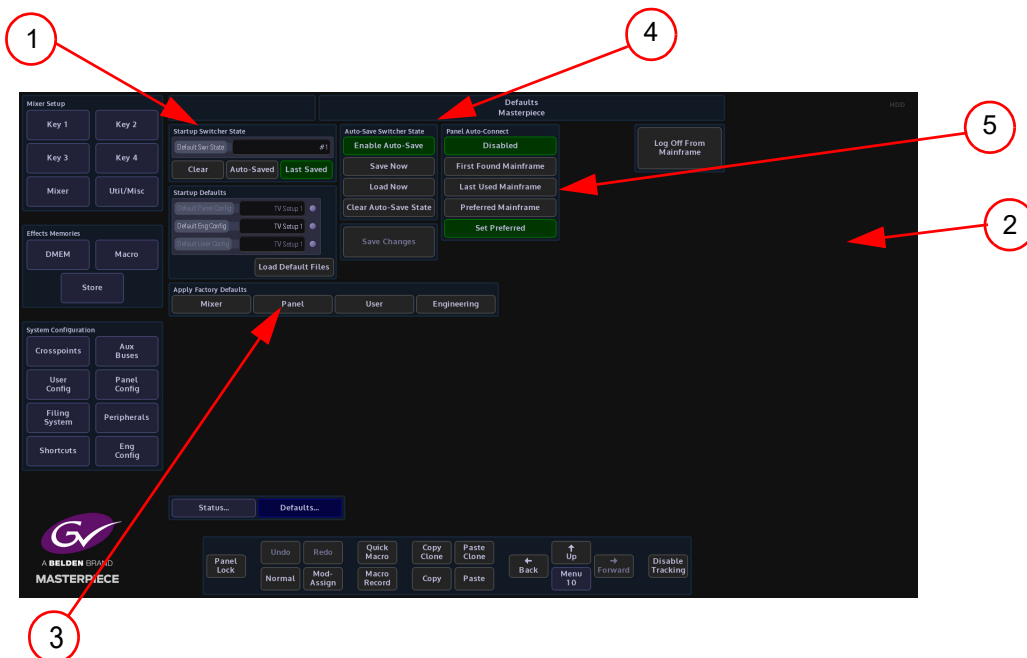 1
4
5
2
3
Mixer Setup
Key 1
Key 2
Key 3
Key 4
Mixer
Util/Misc
Effects Memories
DMEM
Macro
Store
System Configuration
Crosspoints
Aux
Buses
User
Config
Panel
Config
Filing
System
Peripherals
Shortcuts
Eng
Config
GV
A BELDEN BRAND
MASTERPIECE
Defaults
Masterpiece
HDD
Startup Switcher State
Default Swr State
#1
Clear
Auto-Saved
Last Saved
Startup Defaults
Default Panel Config
TV Setup 1
Default Eng Config
TV Setup 1
Default User Config
TV Setup 1
Load Default Files
Auto-Save Switcher State
Enable Auto-Save
Save Now
Load Now
Clear Auto-Save State
Save Changes
Panel Auto-Connect
Disabled
First Found Mainframe
Last Used Mainframe
Preferred Mainframe
Set Preferred
Log Off From
Mainframe
Apply Factory Defaults
Mixer
Panel
User
Engineering
Status...
Defaults...
Panel
Lock
Undo
Redo
Normal
Mod-
Assign
Quick
Macro
Macro
Record
Copy
Clone
Paste
Clone
Copy
Paste
←
Back
↑
Up
Menu
10
→
Forward
Disable
Tracking